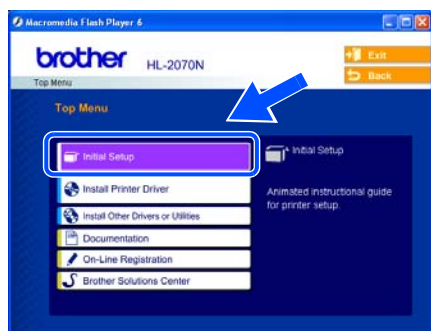 Macromedia Flash Player 6
brother HL-2070N
Exit
Back
Top Menu
Top Menu
Initial Setup
Install Printer Driver
Install Other Drivers or Utilities
Documentation
On-Line Registration
Brother Solutions Center
Initial Setup
Animated instructional guide
for printer setup.